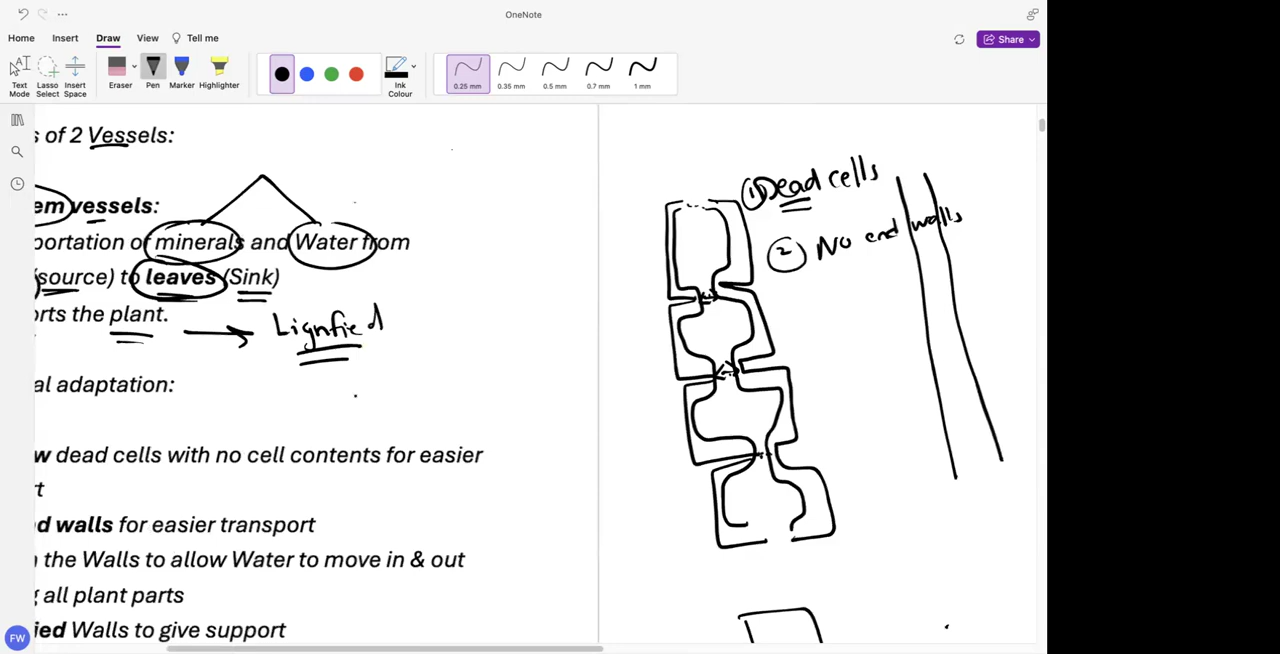 OneNote
Home Insert Draw View Tell me
Share
Text Mode
Lasso Select
Insert Space
Eraser
Pen
Marker
Highlighter
Ink Colour
0.25 mm
0.35 mm
0.5 mm
0.7 mm
1 mm
s of 2 Vessels:
em vessels:
portation of minerals and Water from
(source) to leaves (Sink)
orts the plant.
Lignfied
al adaptation:
w dead cells with no cell contents for easier
rt
d walls for easier transport
n the Walls to allow Water to move in & out
g all plant parts
ied Walls to give support
① Dead cells
② No end walls
FW